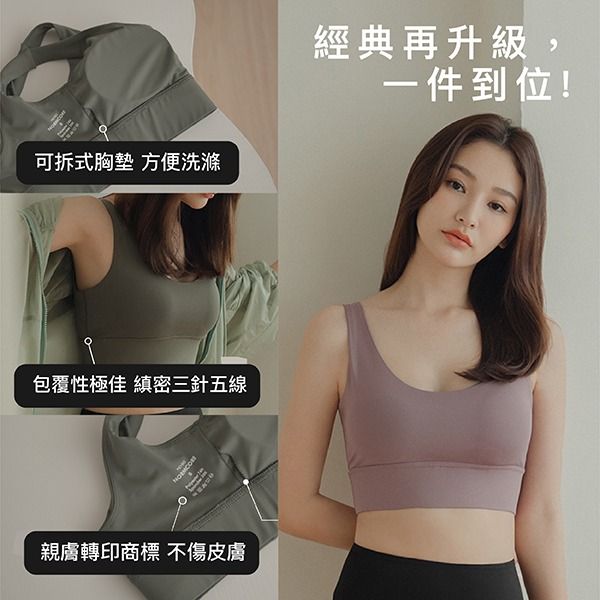 經典再升級，
一件到位!
NORMCORE
可拆式胸墊 方便洗滌
包覆性極佳 縝密三針五線
NORMCORE
親膚轉印商標 不傷皮膚